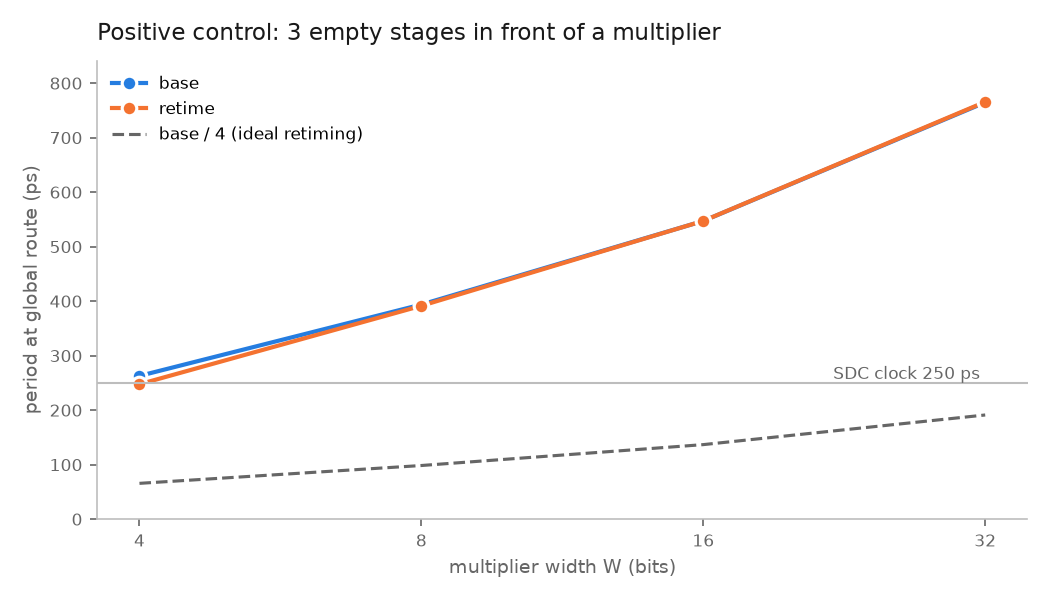 Positive control: 3 empty stages in front of a multiplier
base
retime
base / 4 (ideal retiming)
period at global route (ps)
800
700
600
500
400
300
200
100
0
SDC clock 250 ps
4 8 16 32
multiplier width W (bits)